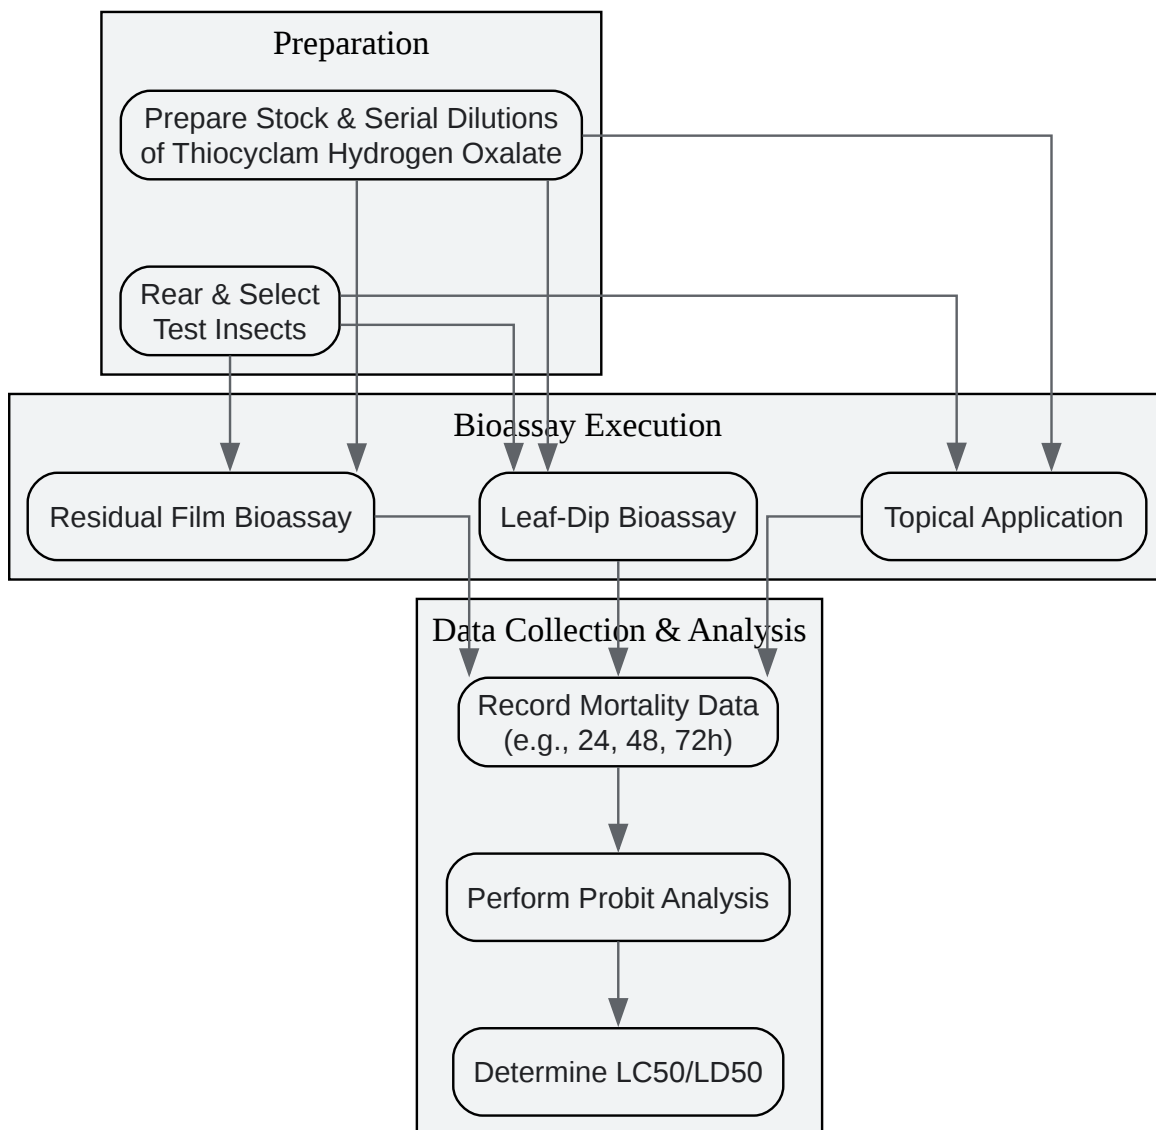 Preparation
Prepare Stock & Serial Dilutions
of Thiocyclam Hydrogen Oxalate
Rear & Select
Test Insects
Bioassay Execution
Residual Film Bioassay
Leaf-Dip Bioassay
Topical Application
Data Collection & Analysis
Record Mortality Data
(e.g., 24, 48, 72h)
Perform Probit Analysis
Determine LC50/LD50